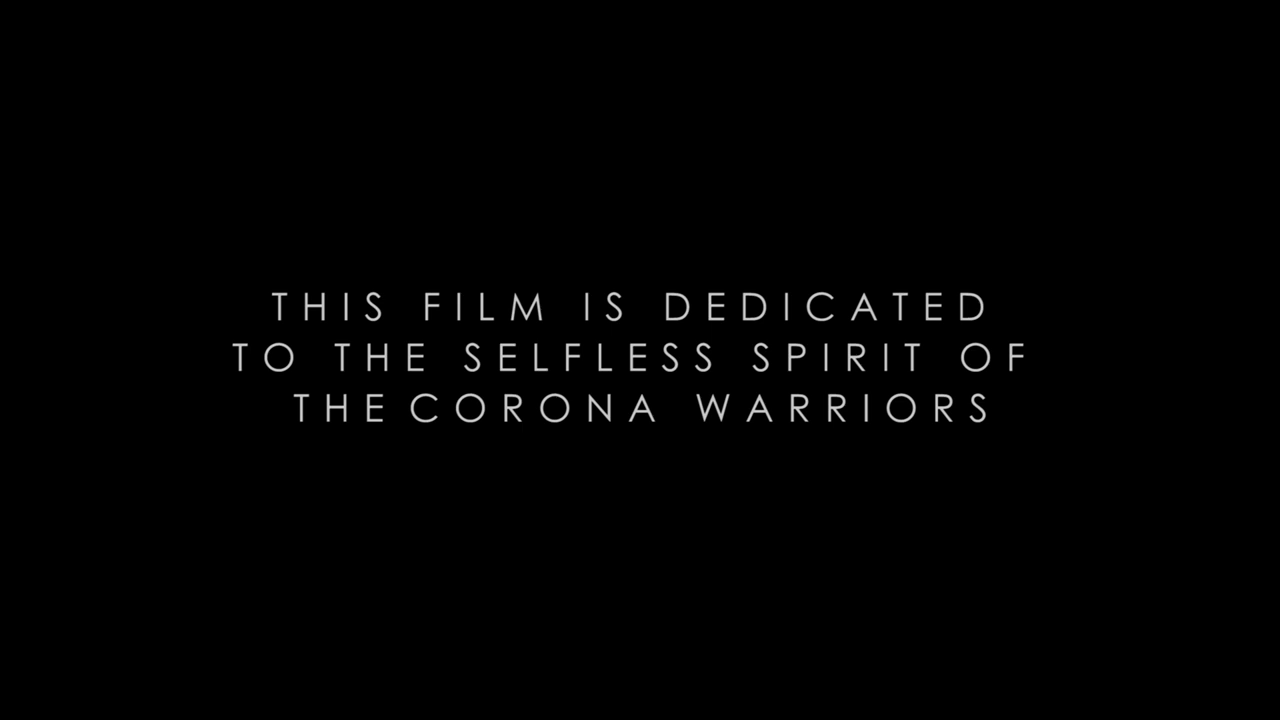 THIS FILM IS DEDICATED
TO THE SELFLESS SPIRIT OF
THE CORONA WARRIORS